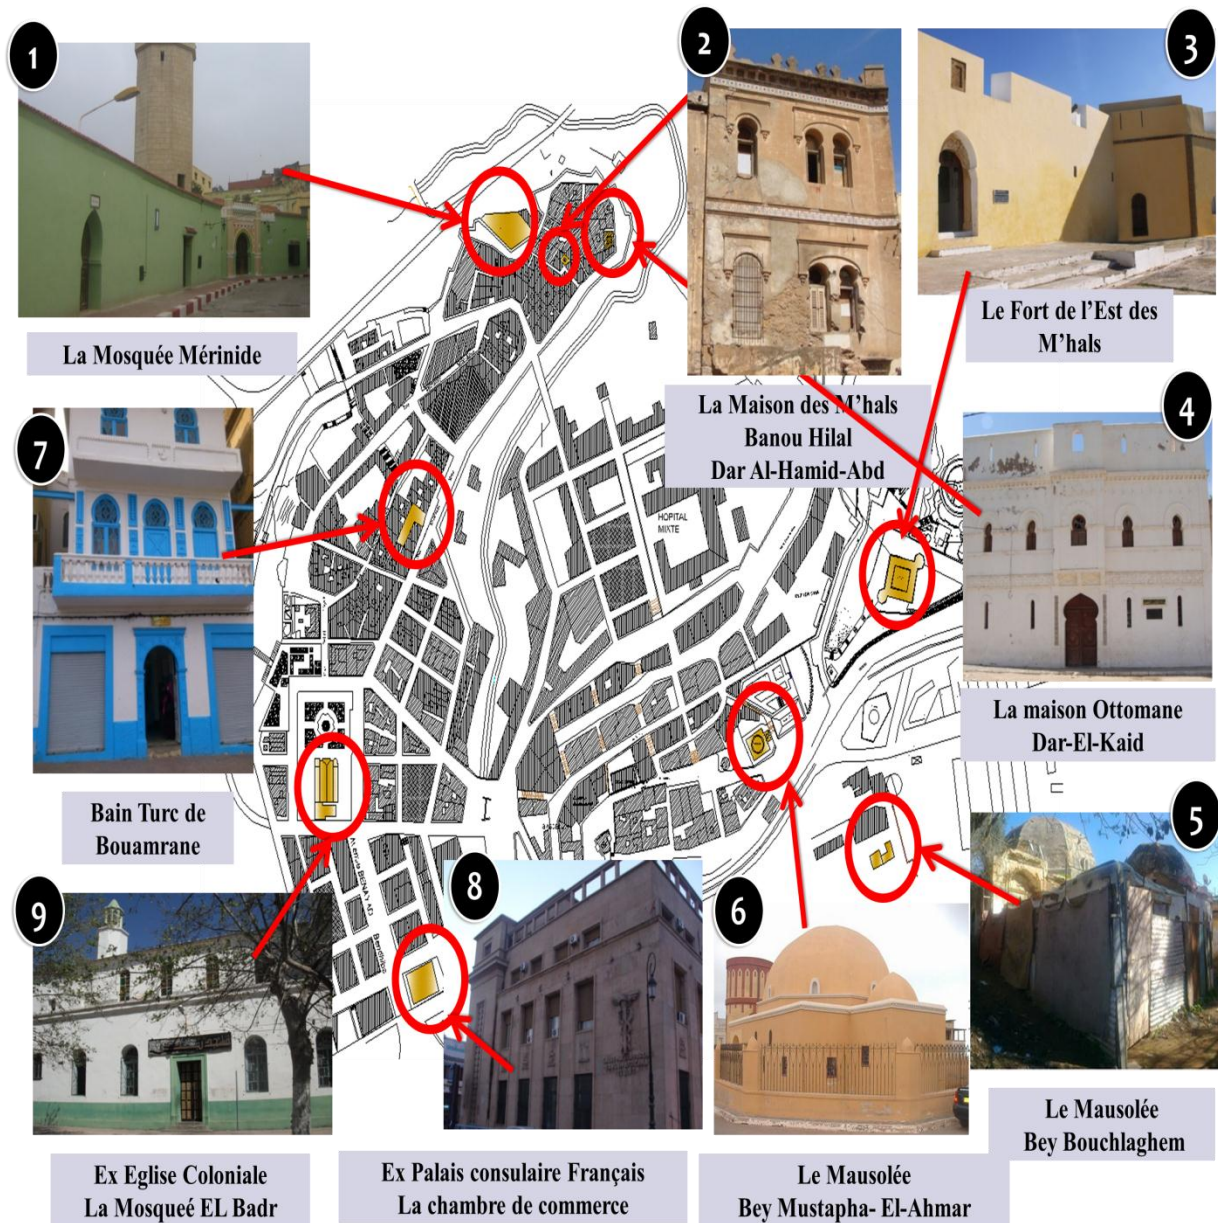 1
La Mosquée Mérinide
2
La Maison des M'hals
Banou Hilal
Dar Al-Hamid-Abd
3
Le Fort de l'Est des
M'hals
4
La maison Ottomane
Dar-El-Kaid
7
Bain Turc de
Bouamrane
HOPITAL
MIXTE
5
Le Mausolée
Bey Bouchlaghem
6
Le Mausolée
Bey Mustapha- El-Ahmar
8
Ex Palais consulaire Français
La chambre de commerce
9
Ex Eglise Coloniale
La Mosqueé EL Badr